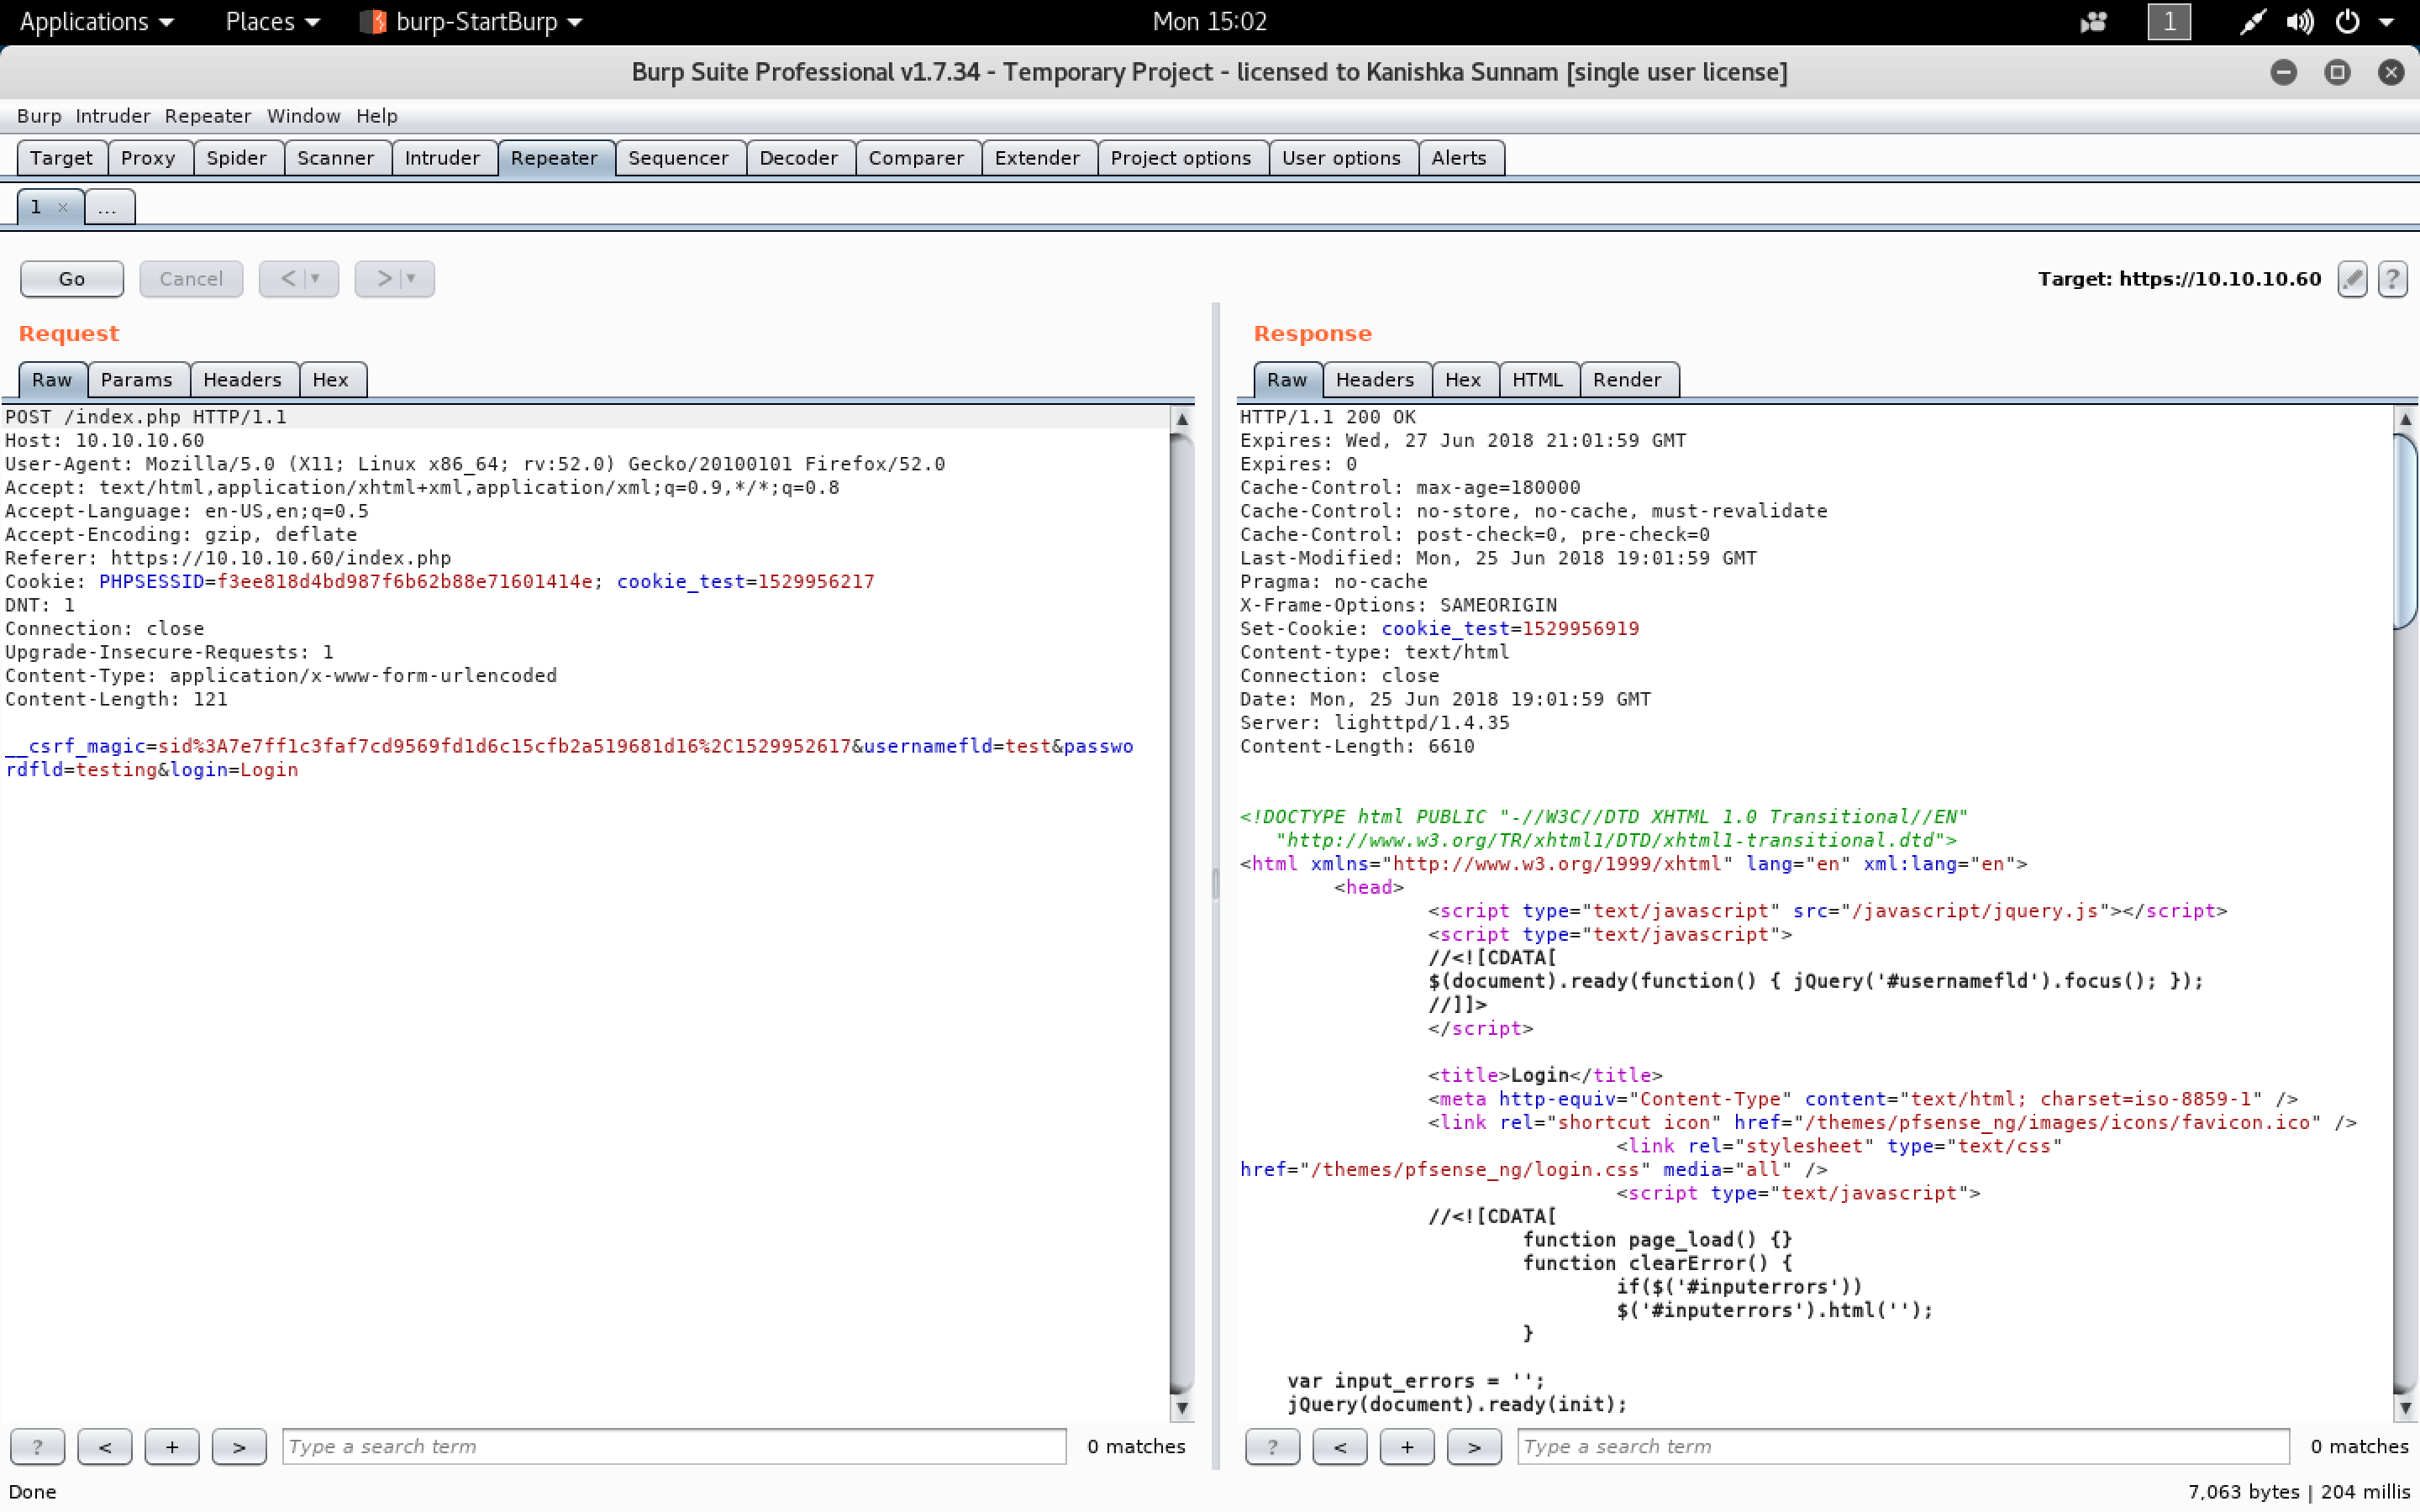 Applications Places burp-StartBurp Mon 15:02 1
Burp Suite Professional v1.7.34 - Temporary Project - licensed to Kanishka Sunnam [single user license]
Burp Intruder Repeater Window Help
Target Proxy Spider Scanner Intruder Repeater Sequencer Decoder Comparer Extender Project options User options Alerts
1 × ...
Go Cancel < > Target: https://10.10.10.60 ?
Request
Raw Params Headers Hex
POST /index.php HTTP/1.1
Host: 10.10.10.60
User-Agent: Mozilla/5.0 (X11; Linux x86_64; rv:52.0) Gecko/20100101 Firefox/52.0
Accept: text/html,application/xhtml+xml,application/xml;q=0.9,*/*;q=0.8
Accept-Language: en-US,en;q=0.5
Accept-Encoding: gzip, deflate
Referer: https://10.10.10.60/index.php
Cookie: PHPSESSID=f3ee818d4bd987f6b62b88e71601414e; cookie_test=1529956217
DNT: 1
Connection: close
Upgrade-Insecure-Requests: 1
Content-Type: application/x-www-form-urlencoded
Content-Length: 121
__csrf_magic=sid%3A7e7ff1c3faf7cd9569fd1d6c15cfb2a519681d16%2C1529952617&usernamefld=test&passwo
rdfld=testing&login=Login
? < + > Type a search term 0 matches
Response
Raw Headers Hex HTML Render
HTTP/1.1 200 OK
Expires: Wed, 27 Jun 2018 21:01:59 GMT
Expires: 0
Cache-Control: max-age=180000
Cache-Control: no-store, no-cache, must-revalidate
Cache-Control: post-check=0, pre-check=0
Last-Modified: Mon, 25 Jun 2018 19:01:59 GMT
Pragma: no-cache
X-Frame-Options: SAMEORIGIN
Set-Cookie: cookie_test=1529956919
Content-type: text/html
Connection: close
Date: Mon, 25 Jun 2018 19:01:59 GMT
Server: lighttpd/1.4.35
Content-Length: 6610
<!DOCTYPE html PUBLIC "-//W3C//DTD XHTML 1.0 Transitional//EN"
"http://www.w3.org/TR/xhtml1/DTD/xhtml1-transitional.dtd">
<html xmlns="http://www.w3.org/1999/xhtml" lang="en" xml:lang="en">
<head>
<script type="text/javascript" src="/javascript/jquery.js"></script>
<script type="text/javascript">
//<![CDATA[
$(document).ready(function() { jQuery('#usernamefld').focus(); });
//]]>
</script>
<title>Login</title>
<meta http-equiv="Content-Type" content="text/html; charset=iso-8859-1" />
<link rel="shortcut icon" href="/themes/pfsense_ng/images/icons/favicon.ico" />
<link rel="stylesheet" type="text/css"
href="/themes/pfsense_ng/login.css" media="all" />
<script type="text/javascript">
//<![CDATA[
function page_load() {}
function clearError() {
if($('#inputerrors'))
$('#inputerrors').html('');
}
var input_errors = '';
jQuery(document).ready(init);
? < + > Type a search term 0 matches
Done 7,063 bytes | 204 millis